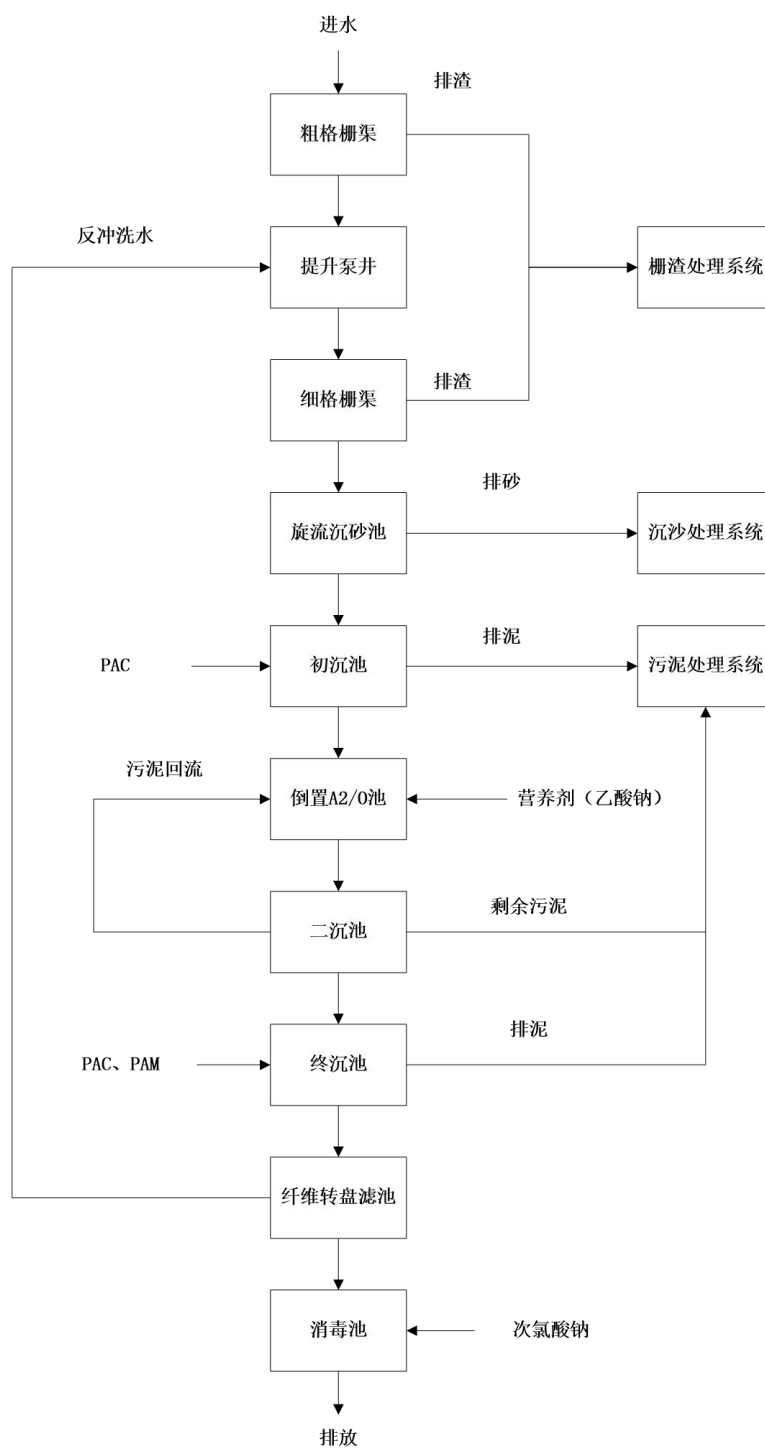 进水
排渣
粗格栅渠
反冲洗水
提升泵井
栅渣处理系统
细格栅渠
排渣
排砂
旋流沉砂池
沉沙处理系统
排泥
PAC
初沉池
污泥处理系统
污泥回流
倒置A2/O池
营养剂（乙酸钠）
二沉池
剩余污泥
排泥
PAC、PAM
终沉池
纤维转盘滤池
消毒池
次氯酸钠
排放